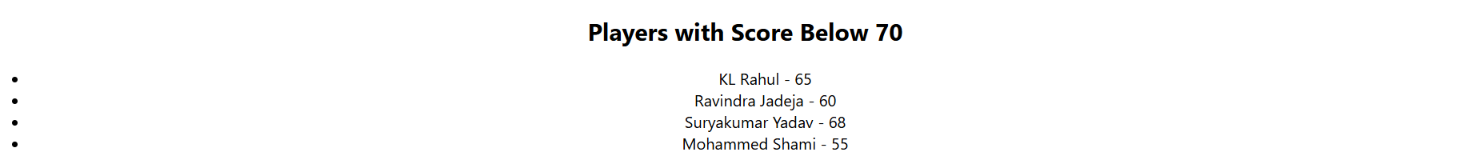 Players with Score Below 70
• KL Rahul - 65
• Ravindra Jadeja - 60
• Suryakumar Yadav - 68
• Mohammed Shami - 55